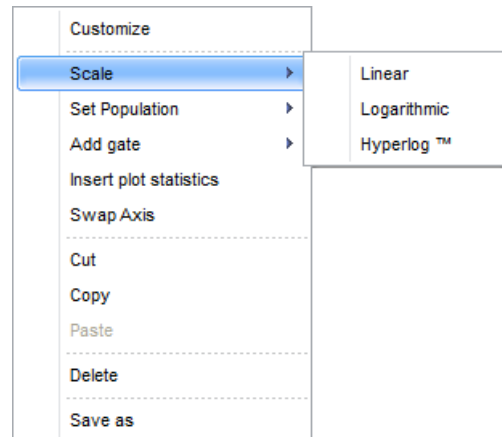 Customize
Scale
Linear
Set Population
Logarithmic
Add gate
Hyperlog ™
Insert plot statistics
Swap Axis
Cut
Copy
Paste
Delete
Save as